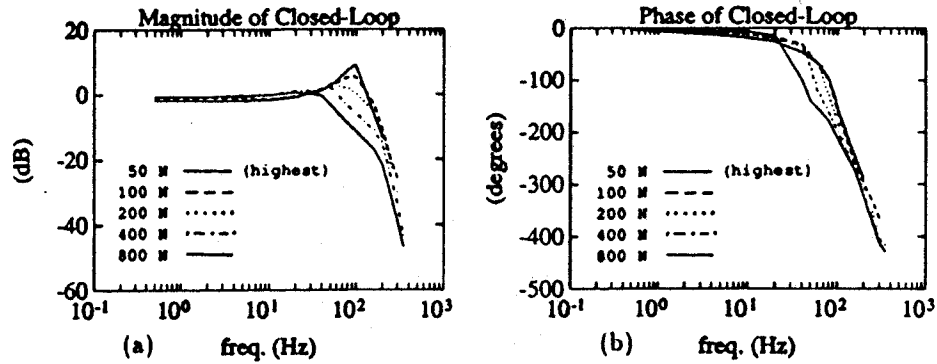 Magnitude of Closed-Loop
20
0
-20
-40
-60
(dB)
50 N (highest)
100 N
200 N
400 N
800 N
10-1 100 101 102 103
(a) freq. (Hz)
Phase of Closed-Loop
0
-100
-200
-300
-400
-500
(degrees)
50 N (highest)
100 N
200 N
400 N
800 N
10-1 100 101 102 103
(b) freq. (Hz)